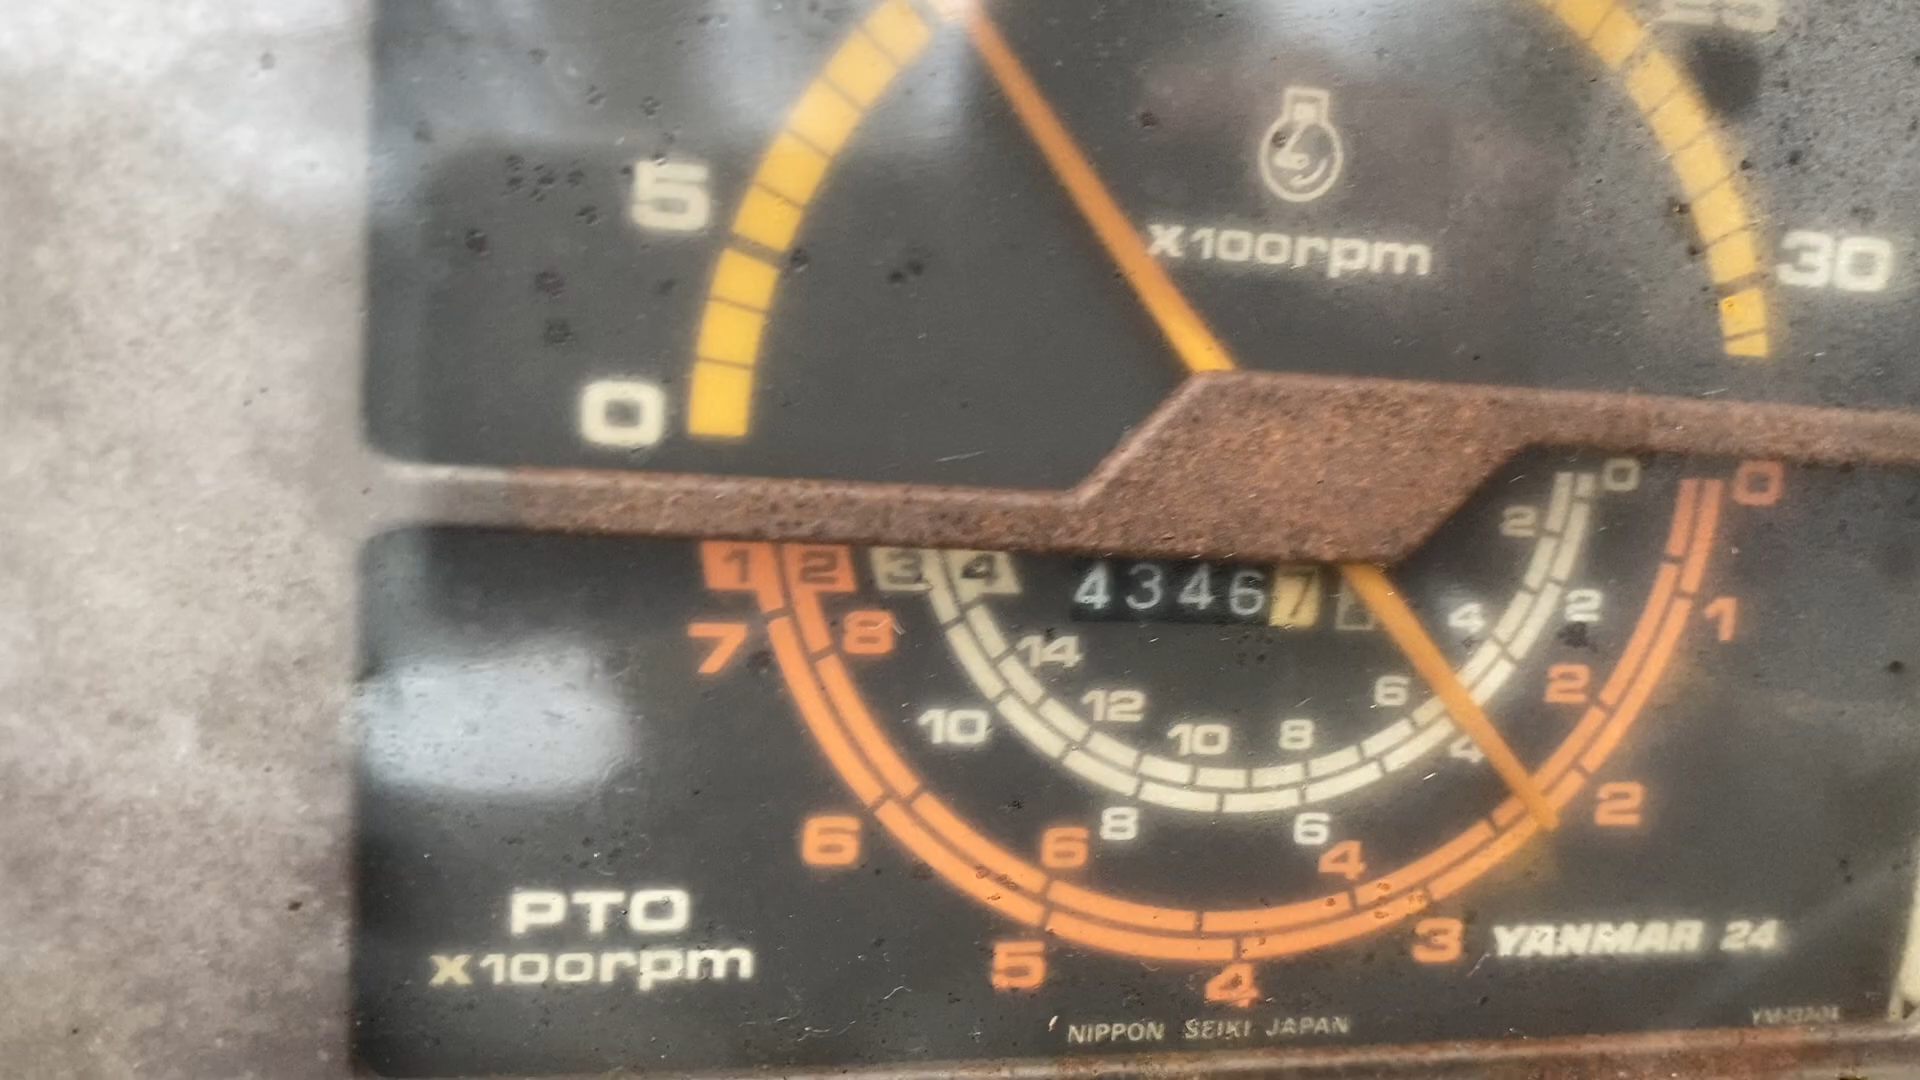 5
x100rpm
30
0
0 0
1 2 3 4 43467 2
4 2 1
7 8 14 2
6
10 12 10 8 4
2
6 6 8 6 4
PTO 3 YANMAR 24
x100rpm 5 4
NIPPON SEIKI JAPAN